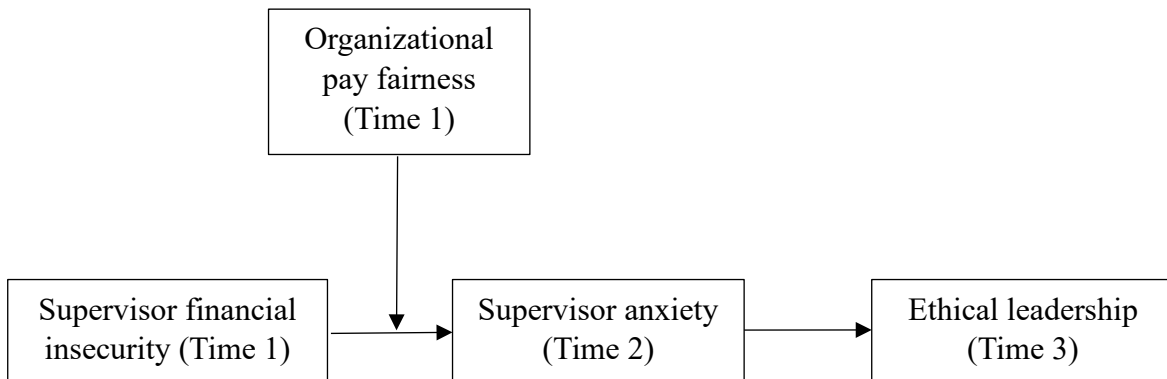 Organizational
pay fairness
(Time 1)
Supervisor financial
insecurity (Time 1)
Supervisor anxiety
(Time 2)
Ethical leadership
(Time 3)